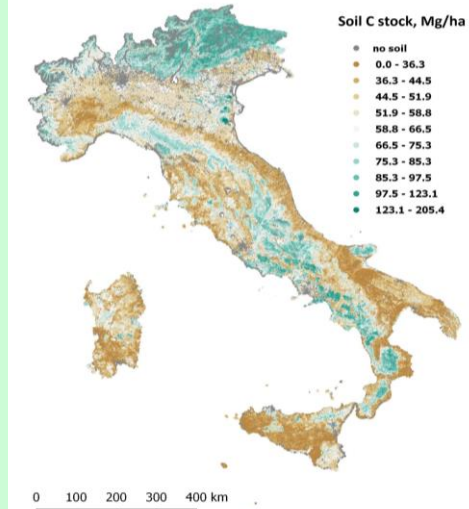 Soil C stock, Mg/ha
no soil
0.0 - 36.3
36.3 - 44.5
44.5 - 51.9
51.9 - 58.8
58.8 - 66.5
66.5 - 75.3
75.3 - 85.3
85.3 - 97.5
97.5 - 123.1
123.1 - 205.4
0 100 200 300 400 km